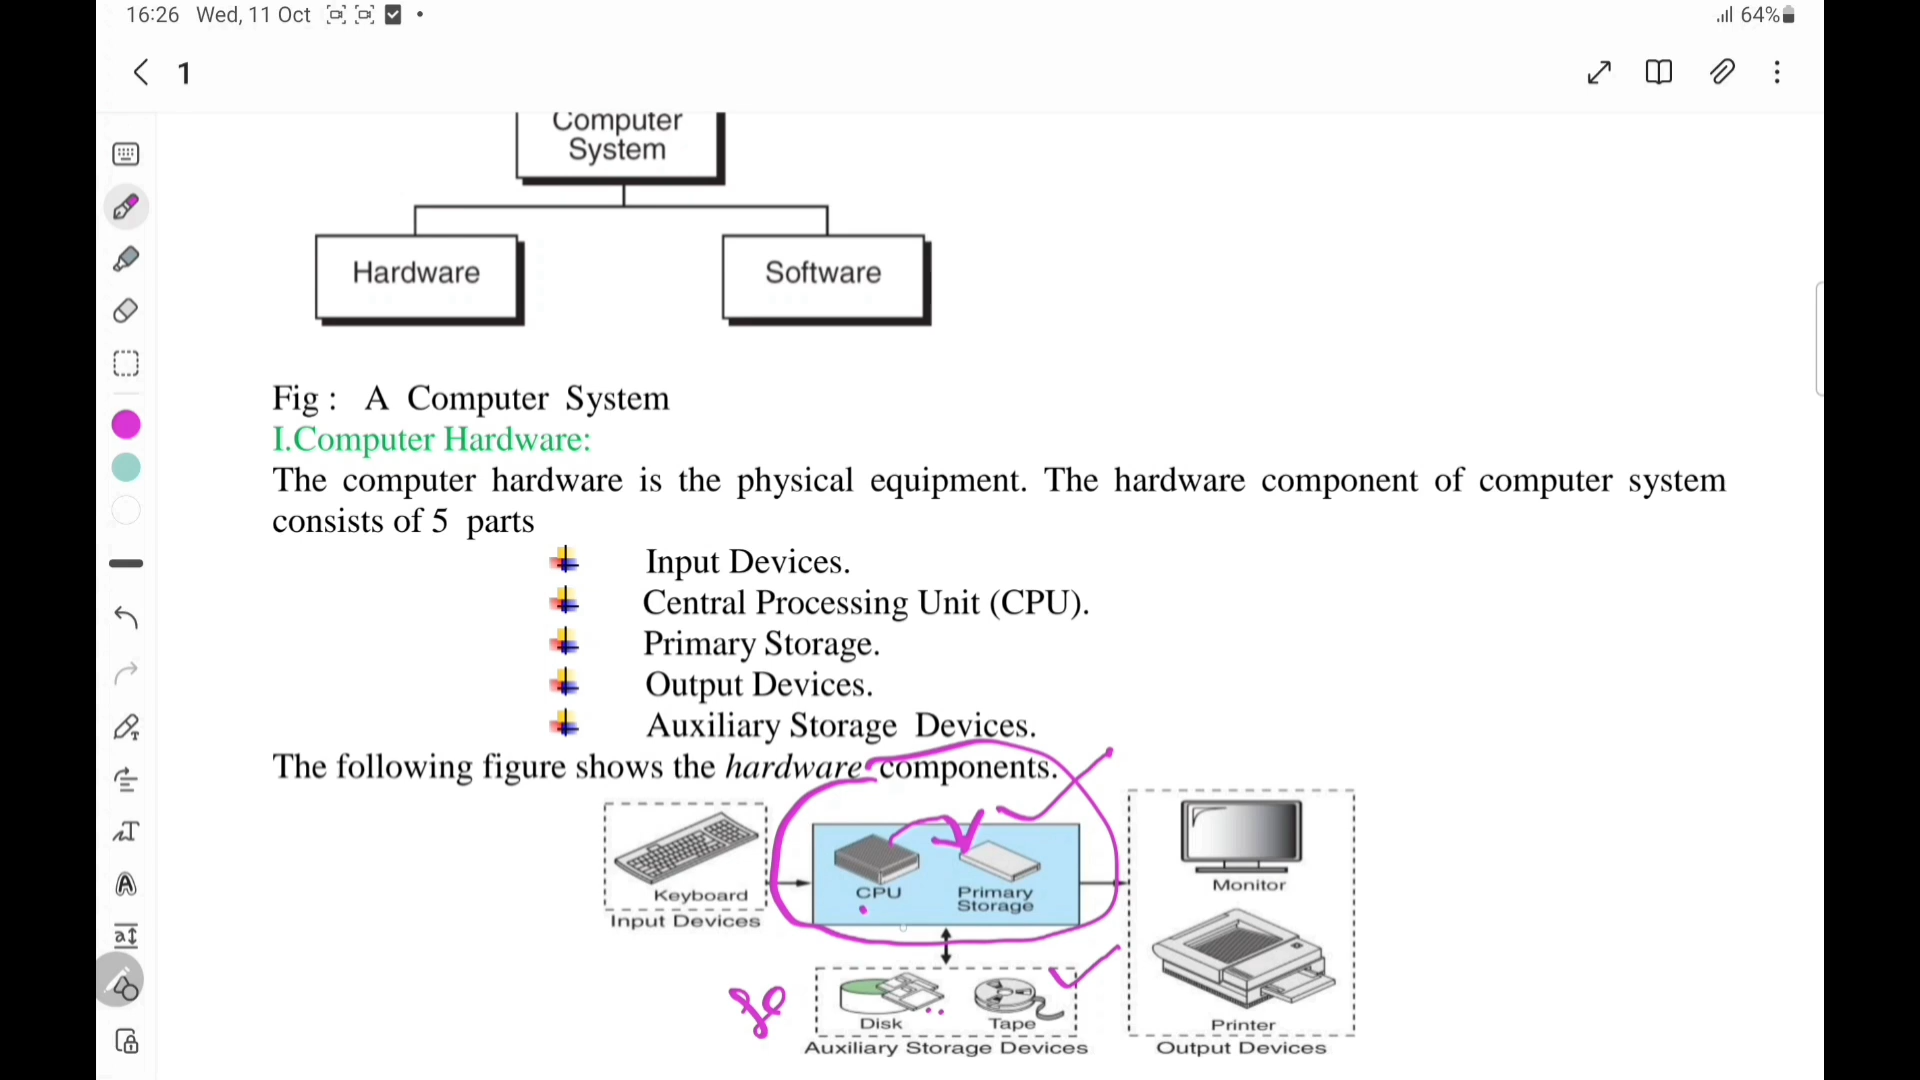 16:26 Wed, 11 Oct
64%
1
Computer
System
Hardware
Software
Fig : A Computer System
I.Computer Hardware:
The computer hardware is the physical equipment. The hardware component of computer system
consists of 5 parts
Input Devices.
Central Processing Unit (CPU).
Primary Storage.
Output Devices.
Auxiliary Storage Devices.
The following figure shows the hardware components.
Keyboard
Input Devices
CPU
Primary
Storage
Monitor
Disk
Tape
Auxiliary Storage Devices
Printer
Output Devices